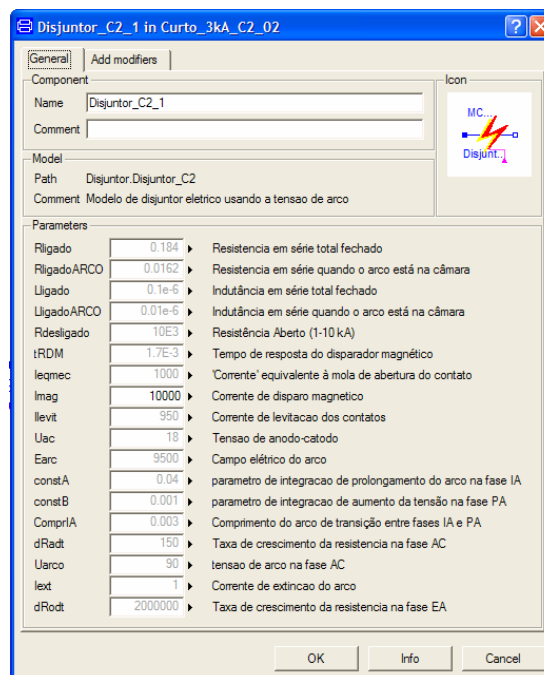 Disjuntor_C2_1 in Curto_3kA_C2_02
General Add modifiers
Component
Name Disjuntor_C2_1
Comment
Icon
MC...
Disjunt...
Model
Path Disjuntor.Disjuntor_C2
Comment Modelo de disjuntor eletrico usando a tensao de arco
Parameters
Rligado 0.184 Resistencia em série total fechado
RligadoARCO 0.0162 Resistencia em série quando o arco está na câmara
Lligado 0.1e-6 Indutância em série total fechado
LligadoARCO 0.01e-6 Indutância em série quando o arco está na câmara
Rdesligado 10E3 Resistência Aberto (1-10 kA)
tRDM 1.7E-3 Tempo de resposta do disparador magnético
Ieqmec 1000 'Corrente' equivalente à mola de abertura do contato
Imag 10000 Corrente de disparo magnetico
Ilevit 950 Corrente de levitacao dos contatos
Uac 18 Tensao de anodo-catodo
Earc 9500 Campo elétrico do arco
constA 0.04 parametro de integracao de prolongamento do arco na fase IA
constB 0.001 parametro de integracao de aumento da tensão na fase PA
ComprIA 0.003 Comprimento do arco de transição entre fases IA e PA
dRadt 150 Taxa de crescimento da resistencia na fase AC
Uarco 90 tensao de arco na fase AC
Iext 1 Corrente de extincao do arco
dRodt 2000000 Taxa de crescimento da resistencia na fase EA
OK Info Cancel